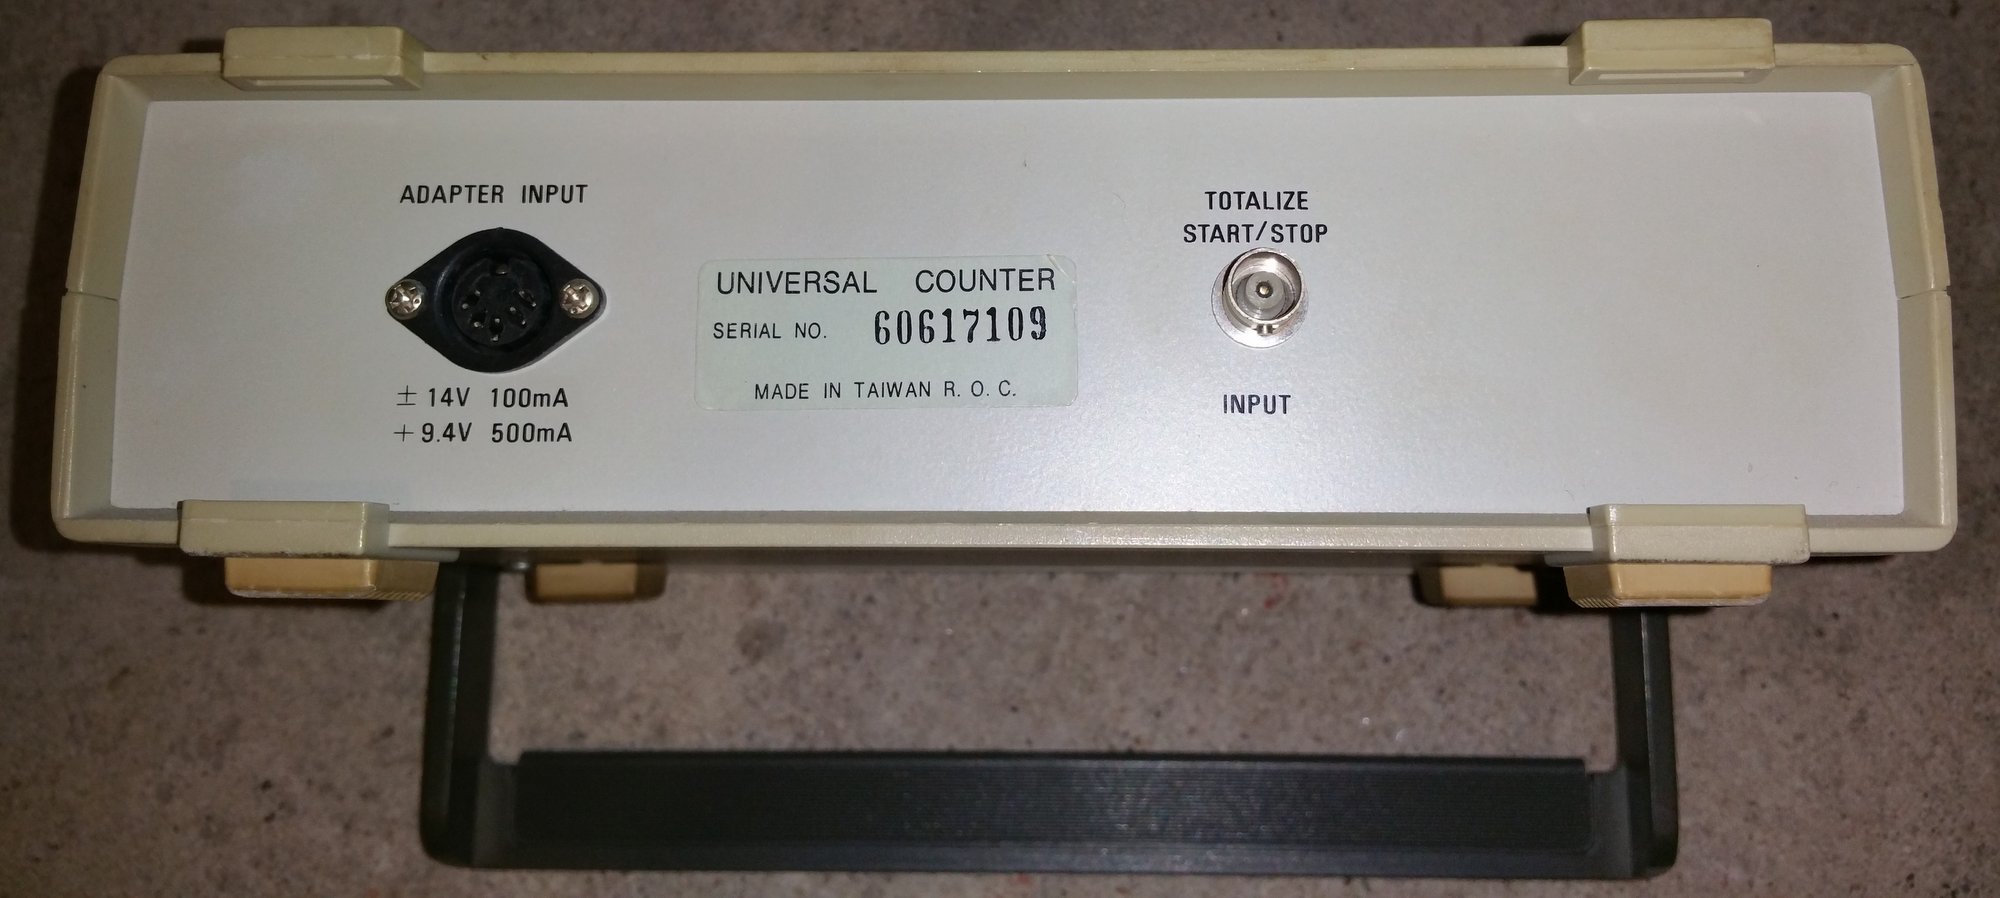 ADAPTER INPUT
± 14V 100mA
+ 9.4V 500mA
UNIVERSAL COUNTER
SERIAL NO. 60617109
MADE IN TAIWAN R. O. C.
TOTALIZE
START/STOP
INPUT